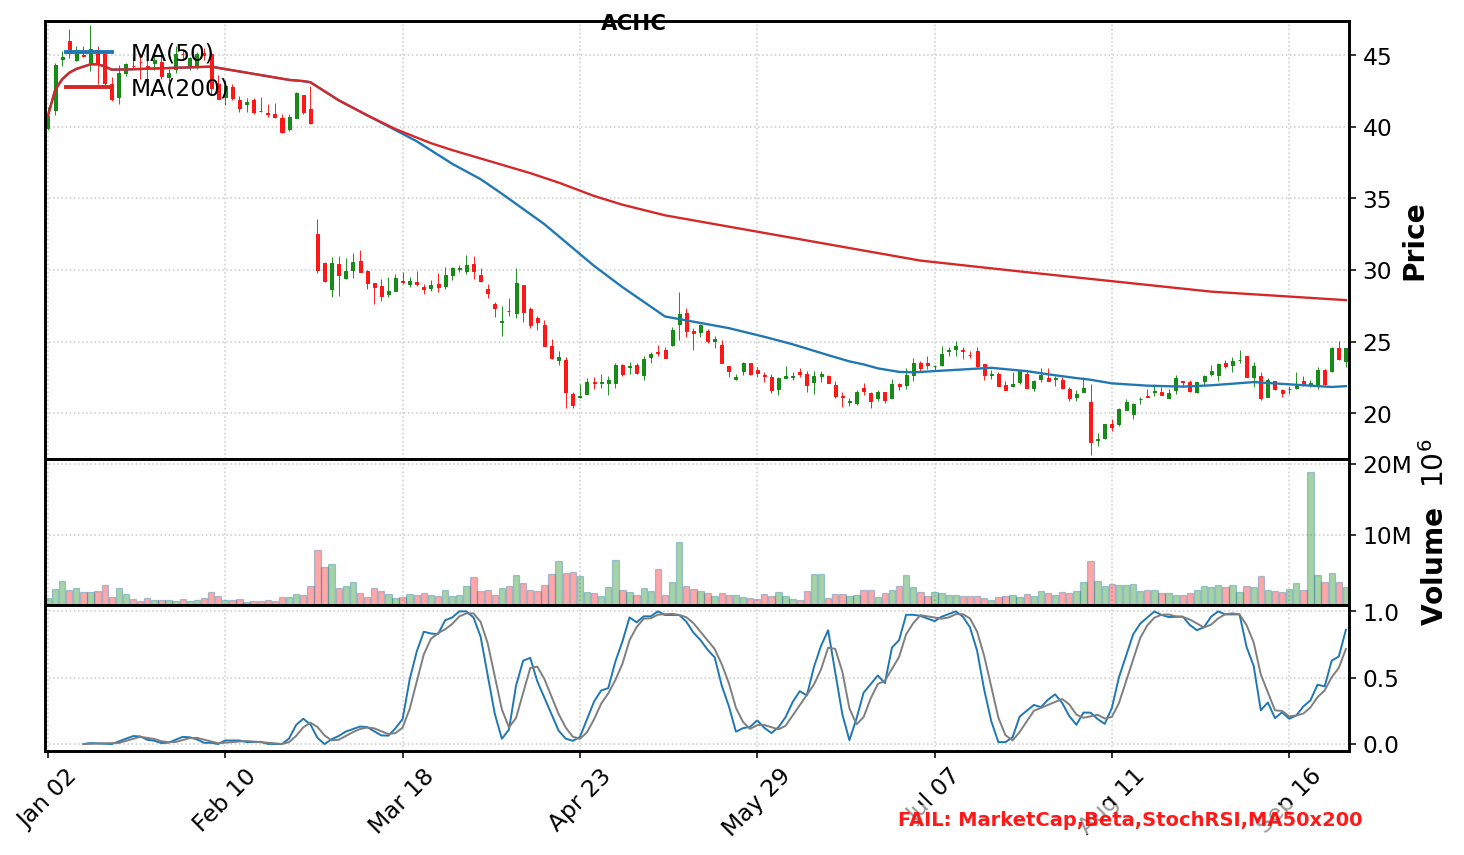 ACHC
MA(50)
MA(200)
45
40
35
30
25
20
Price
20M
10M
Volume 10^6
1.0
0.5
0.0
Jan 02
Feb 10
Mar 18
Apr 23
May 29
Jul 07
Aug 11
Sep 16
FAIL: MarketCap,Beta,StochRSI,MA50x200